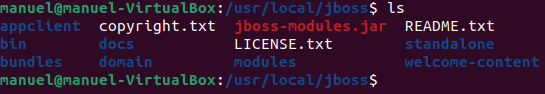 manuel@manuel-VirtualBox:/usr/local/jboss$ ls
appclient copyright.txt jboss-modules.jar README.txt
bin docs LICENSE.txt standalone
bundles domain modules welcome-content
manuel@manuel-VirtualBox:/usr/local/jboss$